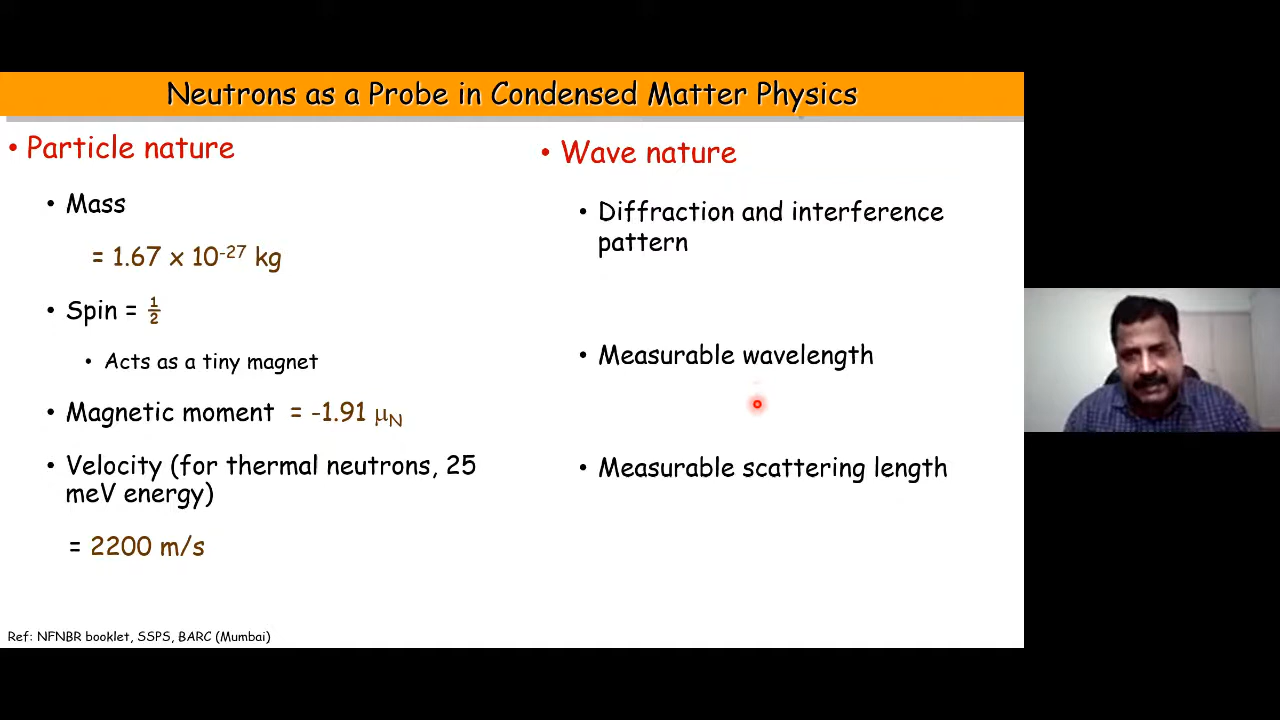 Neutrons as a Probe in Condensed Matter Physics
• Particle nature
• Mass
= 1.67 x 10⁻²⁷ kg
• Spin = ½
• Acts as a tiny magnet
• Magnetic moment = -1.91 μN
• Velocity (for thermal neutrons, 25
meV energy)
= 2200 m/s
• Wave nature
• Diffraction and interference
pattern
• Measurable wavelength
• Measurable scattering length
Ref: NFNBR booklet, SSPS, BARC (Mumbai)